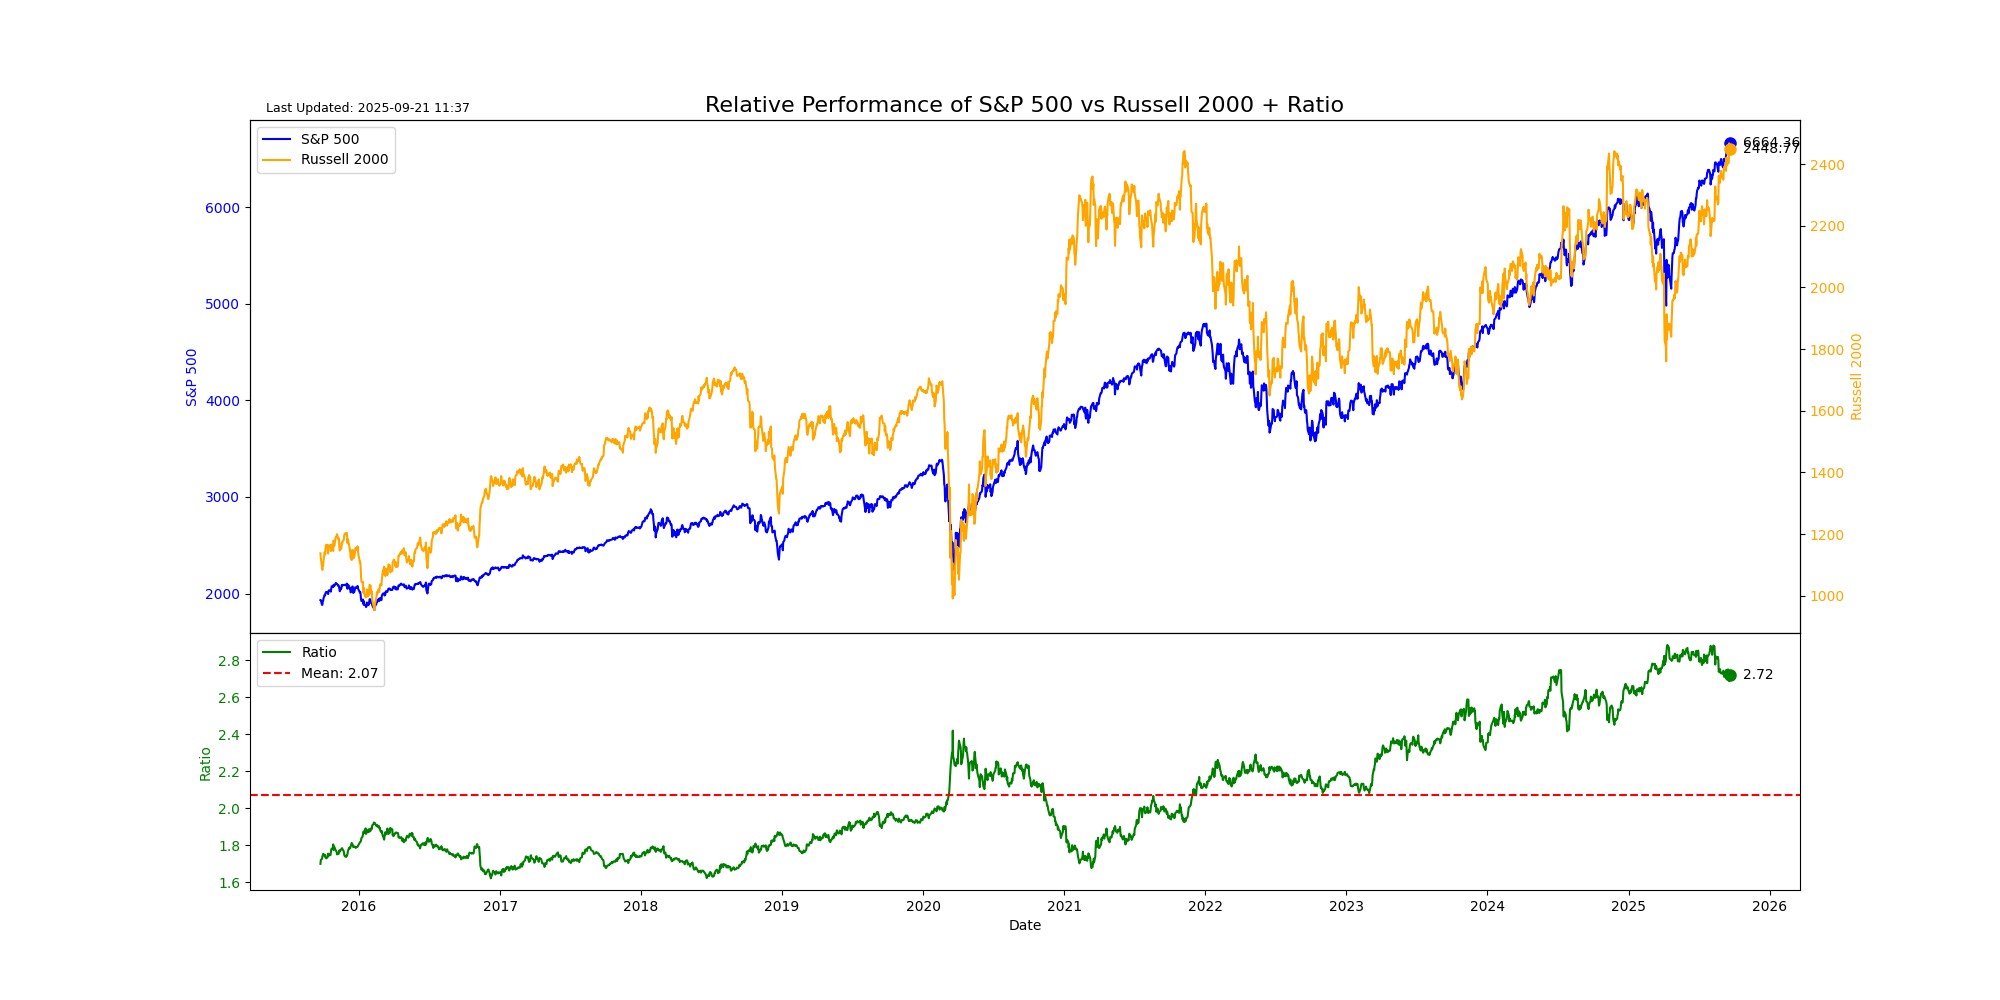 Last Updated: 2025-09-21 11:37
Relative Performance of S&P 500 vs Russell 2000 + Ratio
S&P 500
Russell 2000
6664.36
2448.77
6000
5000
4000
3000
2000
S&P 500
2400
2200
2000
1800
1600
1400
1200
1000
Russell 2000
Ratio
Mean: 2.07
2.72
2.8
2.6
2.4
2.2
2.0
1.8
1.6
Ratio
2016 2017 2018 2019 2020 2021 2022 2023 2024 2025 2026
Date